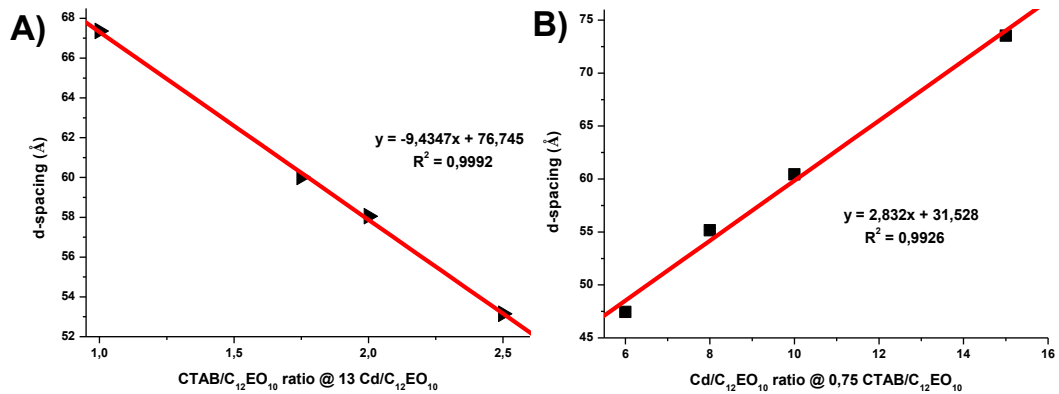 A)
68
66
64
62
60
58
56
54
52
d-spacing (Å)
y = -9,4347x + 76,745
R² = 0,9992
1,0 1,5 2,0 2,5
CTAB/C₁₂EO₁₀ ratio @ 13 Cd/C₁₂EO₁₀
B)
75
70
65
60
55
50
45
d-spacing (Å)
y = 2,832x + 31,528
R² = 0,9926
6 8 10 12 14 16
Cd/C₁₂EO₁₀ ratio @ 0,75 CTAB/C₁₂EO₁₀